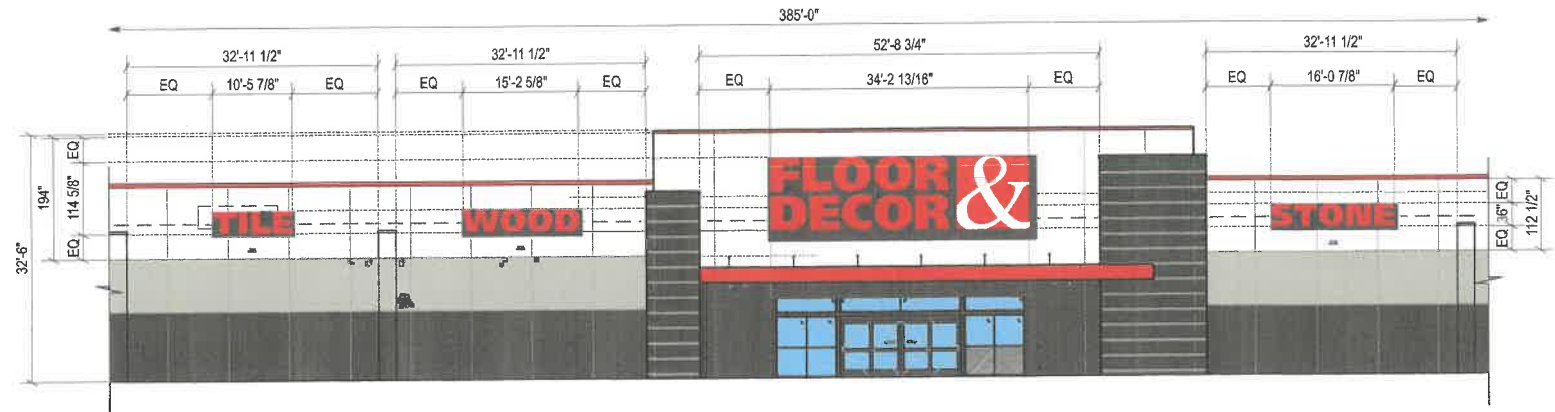 385'-0"
32'-11 1/2"
32'-11 1/2"
52'-8 3/4"
32'-11 1/2"
EQ 10'-5 7/8" EQ
EQ 15'-2 5/8" EQ
EQ 34'-2 13/16" EQ
EQ 16'-0 7/8" EQ
32'-6"
194"
EQ
114 5/8"
EQ
TILE
WOOD
FLOOR
DECOR
&
STONE
EQ
36"
EQ
112 1/2"